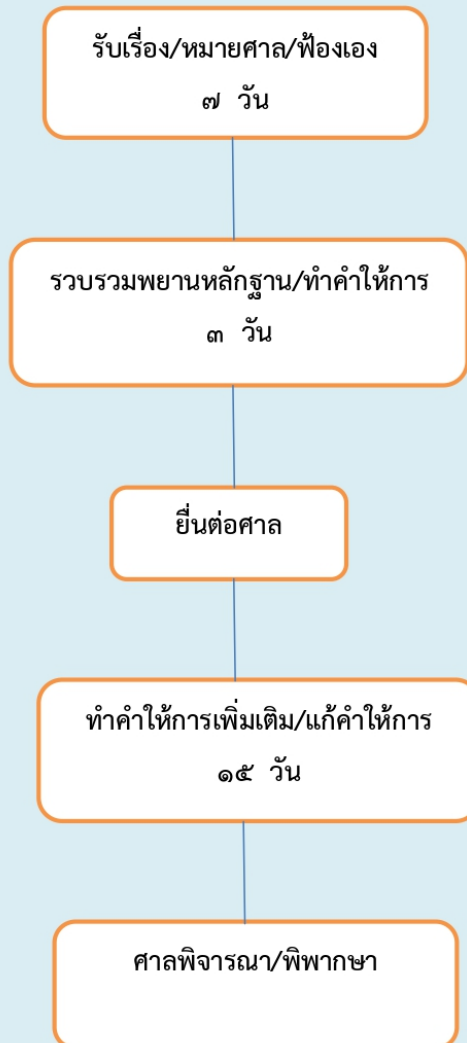 รับเรื่อง/หมายศาล/ฟ้องเอง
๗ วัน
รวบรวมพยานหลักฐาน/ทำคำให้การ
๓ วัน
ยื่นต่อศาล
ทำคำให้การเพิ่มเติม/แก้คำให้การ
๑๕ วัน
ศาลพิจารณา/พิพากษา